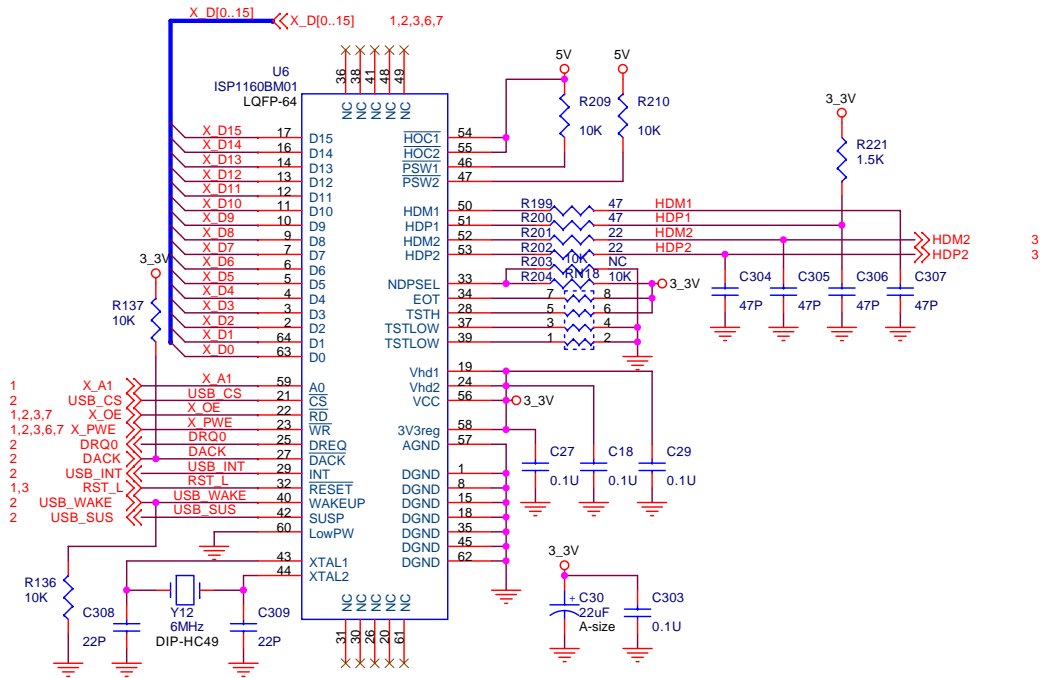 X_D[0..15] X_D[0..15] 1,2,3,6,7
U6
ISP1160BM01
LQFP-64
36 38 41 48 49
NC NC NC NC NC
5V 5V
R209 R210
10K 10K
3_3V
R221
1.5K
X_D15 17 D15
X_D14 16 D14
X_D13 14 D13
X_D12 13 D12
X_D11 12 D11
X_D10 11 D10
X_D9 10 D9
X_D8 9 D8
X_D7 7 D7
X_D6 6 D6
X_D5 5 D5
X_D4 4 D4
X_D3 3 D3
X_D2 2 D2
X_D1 64 D1
X_D0 63 D0
3_3V
R137
10K
HOC1 54
HOC2 55
PSW1 46
PSW2 47
HDM1 50 R199 47 HDM1
HDP1 51 R200 47 HDP1
HDM2 52 R201 22 HDM2 HDM2 3
HDP2 53 R202 22 HDP2 HDP2 3
R203 10K NC
NDPSEL 33 R204 RN18 10K 3_3V
EOT 34 7 8
TSTH 28 5 6
TSTLOW 37 3 4
TSTLOW 39 1 2
C304 C305 C306 C307
47P 47P 47P 47P
1 X_A1 X_A1 59 A0
2 USB_CS USB_CS 21 CS
1,2,3,7 X_OE X_OE 22 RD
1,2,3,6,7 X_PWE X_PWE 23 WR
2 DRQ0 DRQ0 25 DREQ
2 DACK DACK 27 DACK
2 USB_INT USB_INT 29 INT
1,3 RST_L RST_L 32 RESET
2 USB_WAKE USB_WAKE 40 WAKEUP
2 USB_SUS USB_SUS 42 SUSP
60 LowPW
43 XTAL1
44 XTAL2
Vhd1 19
Vhd2 24
VCC 56 3_3V
3V3reg 58
AGND 57
DGND 1
DGND 8
DGND 15
DGND 18
DGND 35
DGND 45
DGND 62
C27 C18 C29
0.1U 0.1U 0.1U
R136
10K
C308
22P
Y12
6MHz
DIP-HC49
C309
22P
NC NC NC NC NC
31 30 26 20 61
3_3V
+ C30
22uF
A-size
C303
0.1U